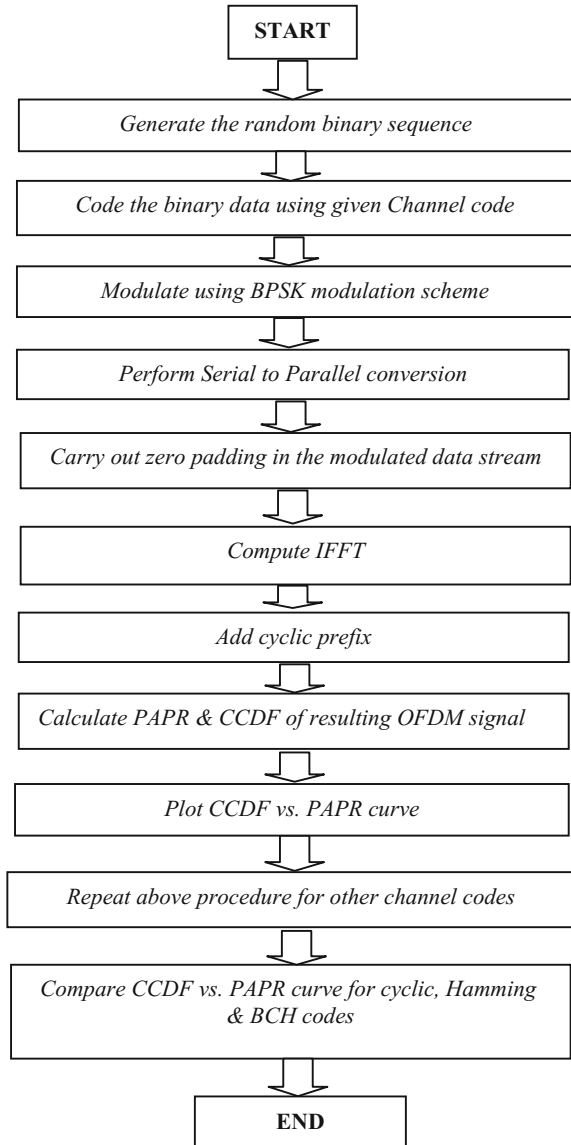 START
Generate the random binary sequence
Code the binary data using given Channel code
Modulate using BPSK modulation scheme
Perform Serial to Parallel conversion
Carry out zero padding in the modulated data stream
Compute IFFT
Add cyclic prefix
Calculate PAPR & CCDF of resulting OFDM signal
Plot CCDF vs. PAPR curve
Repeat above procedure for other channel codes
Compare CCDF vs. PAPR curve for cyclic, Hamming
& BCH codes
END